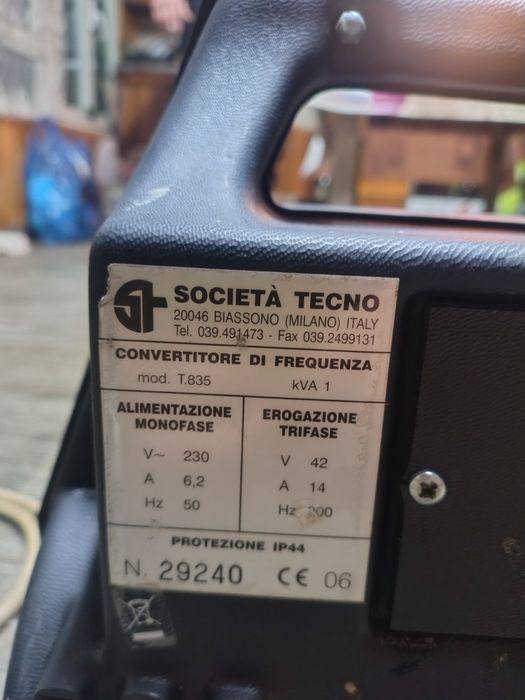 ST SOCIETÀ TECNO
20046 BIASSONO (MILANO) ITALY
Tel. 039.491473 - Fax 039.2499131
CONVERTITORE DI FREQUENZA
mod. T.835 kVA 1
ALIMENTAZIONE
MONOFASE
V~ 230
A 6,2
Hz 50
EROGAZIONE
TRIFASE
V 42
A 14
Hz 200
PROTEZIONE IP44
N. 29240 CE 06